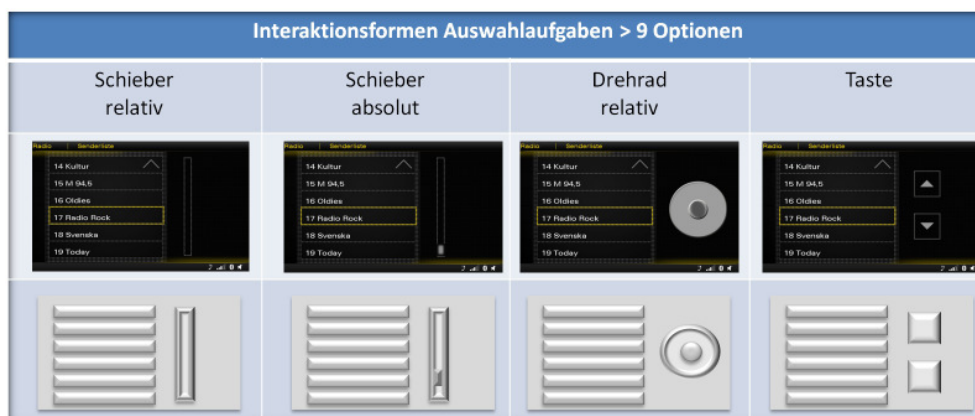 Interaktionsformen Auswahlaufgaben > 9 Optionen
Schieber
relativ
Schieber
absolut
Drehrad
relativ
Taste
Radio | Senderliste
14 Kultur
15 M 94,5
16 Oldies
17 Radio Rock
18 Svenska
19 Today
Radio | Senderliste
14 Kultur
15 M 94,5
16 Oldies
17 Radio Rock
18 Svenska
19 Today
Radio | Senderliste
14 Kultur
15 M 94,5
16 Oldies
17 Radio Rock
18 Svenska
19 Today
Radio | Senderliste
14 Kultur
15 M 94,5
16 Oldies
17 Radio Rock
18 Svenska
19 Today